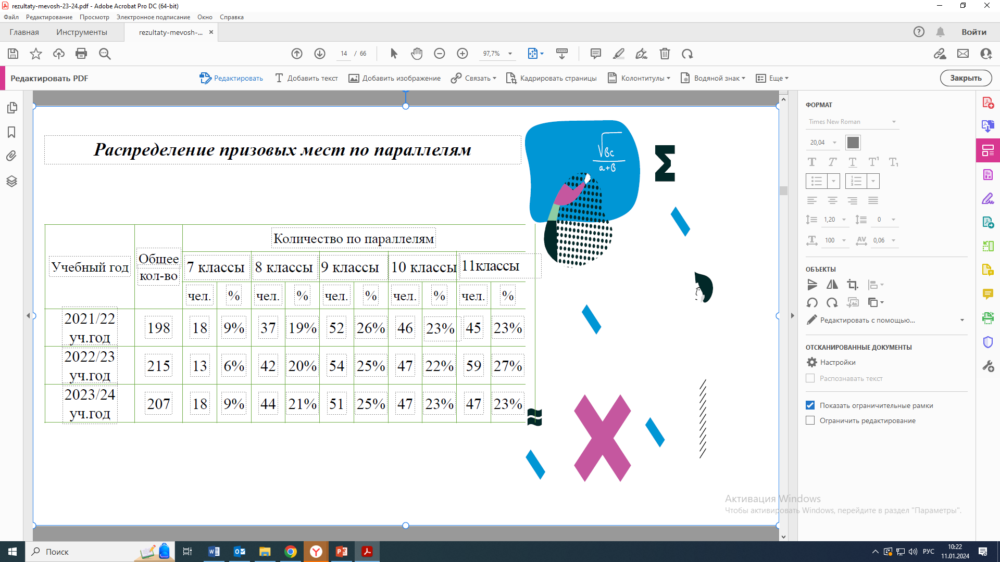 rezultaty-mevosh-23-24.pdf - Adobe Acrobat Pro DC (64-bit)
Файл Редактирование Просмотр Электронное подписание Окно Справка
Главная Инструменты rezultaty-mevosh-... × Войти
14 / 66 97,7%
Редактировать PDF Редактировать Добавить текст Добавить изображение Связать Кадрировать страницы Колонтитулы Водяной знак Еще Закрыть
Распределение призовых мест по параллелям
√вс
a+в
Σ
Учебный год Общее кол-во Количество по параллелям
7 классы 8 классы 9 классы 10 классы 11классы
чел. % чел. % чел. % чел. % чел. %
2021/22 уч.год 198 18 9% 37 19% 52 26% 46 23% 45 23%
2022/23 уч.год 215 13 6% 42 20% 54 25% 47 22% 59 27%
2023/24 уч.год 207 18 9% 44 21% 51 25% 47 23% 47 23%
≈
X
ФОРМАТ
Times New Roman
20,04
T T T T¹ T₁
1,20 0
100 AV 0,06
ОБЪЕКТЫ
Редактировать с помощью...
ОТСКАНИРОВАННЫЕ ДОКУМЕНТЫ
Настройки
Распознавать текст
Показать ограничительные рамки
Ограничить редактирование
Активация Windows
Чтобы активировать Windows, перейдите в раздел "Параметры".
Поиск
РУС 10:22
11.01.2024